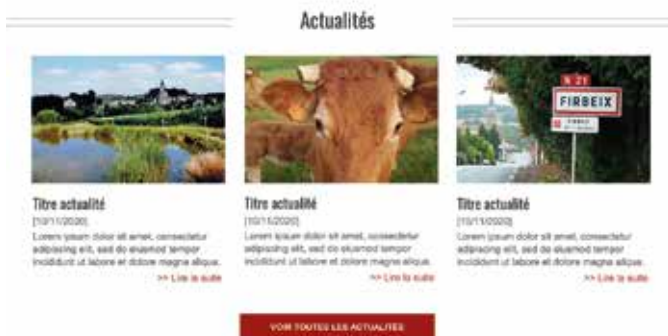 Actualités
N 21
FIRBEIX
Titre actualité
[10/11/2020]
Lorem ipsum dolor sit amet, consectetur
adipiscing elit, sed do eiusmod tempor
incididunt ut labore et dolore magna aliqua.
>> Lire la suite
Titre actualité
[10/11/2020]
Lorem ipsum dolor sit amet, consectetur
adipiscing elit, sed do eiusmod tempor
incididunt ut labore et dolore magna aliqua.
>> Lire la suite
Titre actualité
[10/11/2020]
Lorem ipsum dolor sit amet, consectetur
adipiscing elit, sed do eiusmod tempor
incididunt ut labore et dolore magna aliqua.
>> Lire la suite
VOIR TOUTES LES ACTUALITÉS